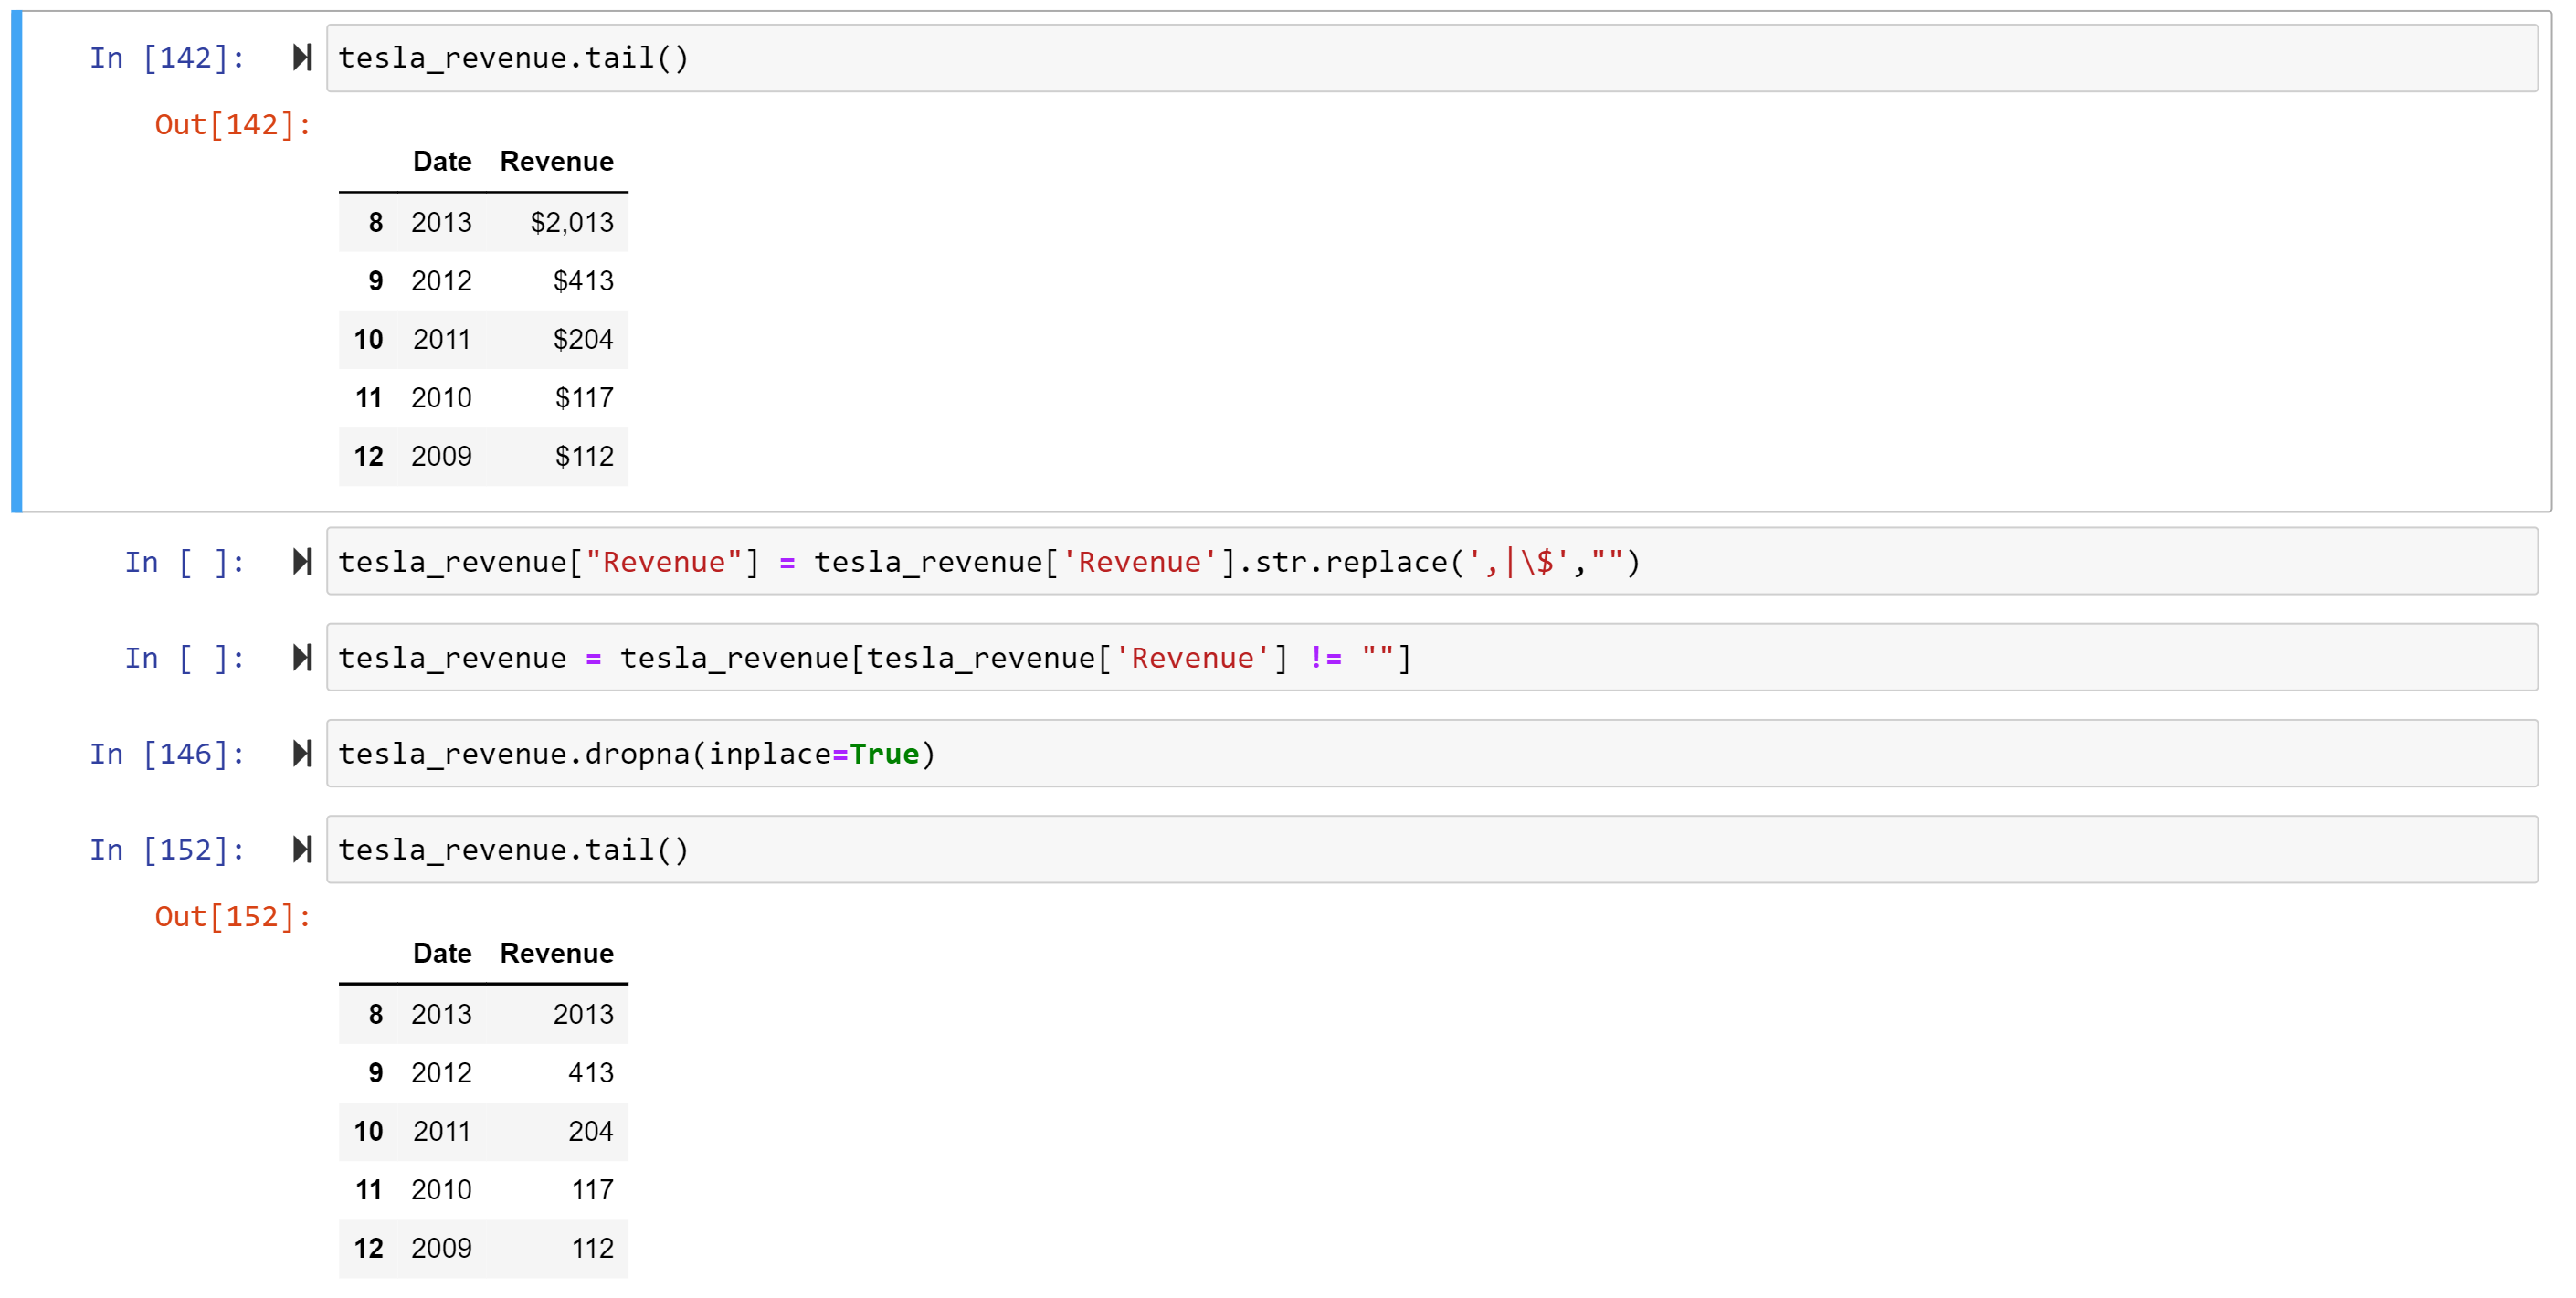 In [142]: tesla_revenue.tail()
Out[142]:
Date Revenue
8 2013 $2,013
9 2012 $413
10 2011 $204
11 2010 $117
12 2009 $112
In [ ]: tesla_revenue["Revenue"] = tesla_revenue['Revenue'].str.replace(',|\$',"")
In [ ]: tesla_revenue = tesla_revenue[tesla_revenue['Revenue'] != ""]
In [146]: tesla_revenue.dropna(inplace=True)
In [152]: tesla_revenue.tail()
Out[152]:
Date Revenue
8 2013 2013
9 2012 413
10 2011 204
11 2010 117
12 2009 112